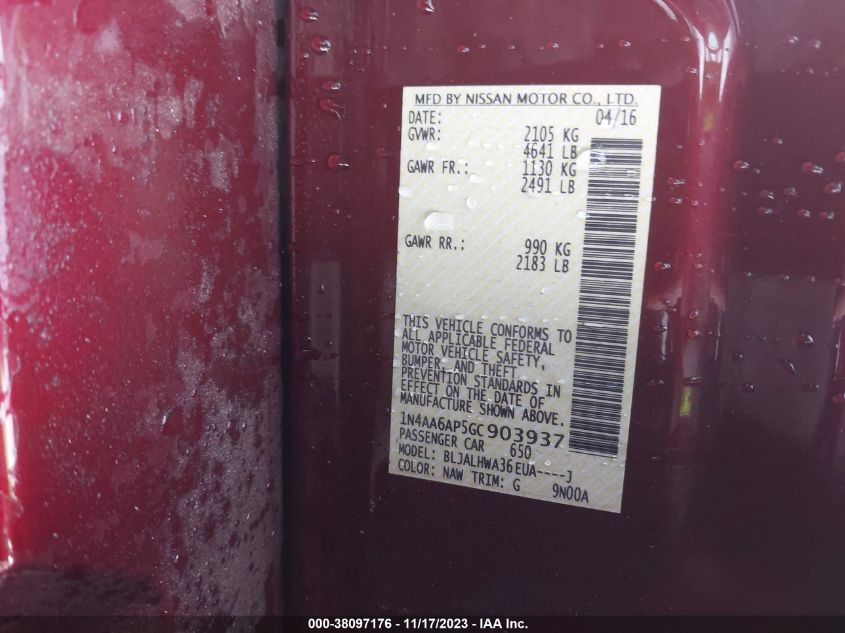 MFD BY NISSAN MOTOR CO., LTD.
DATE: 04/16
GVWR: 2105 KG
4641 LB
GAWR FR.: 1130 KG
2491 LB
GAWR RR.: 990 KG
2183 LB
THIS VEHICLE CONFORMS TO
ALL APPLICABLE FEDERAL
MOTOR VEHICLE SAFETY,
BUMPER, AND THEFT
PREVENTION STANDARDS IN
EFFECT ON THE DATE OF
MANUFACTURE SHOWN ABOVE.
1N4AA6AP5GC903937
PASSENGER CAR 650
MODEL: BLJALHWA36EUA----J
COLOR: NAW TRIM: G 9N00A
000-38097176 - 11/17/2023 - IAA Inc.